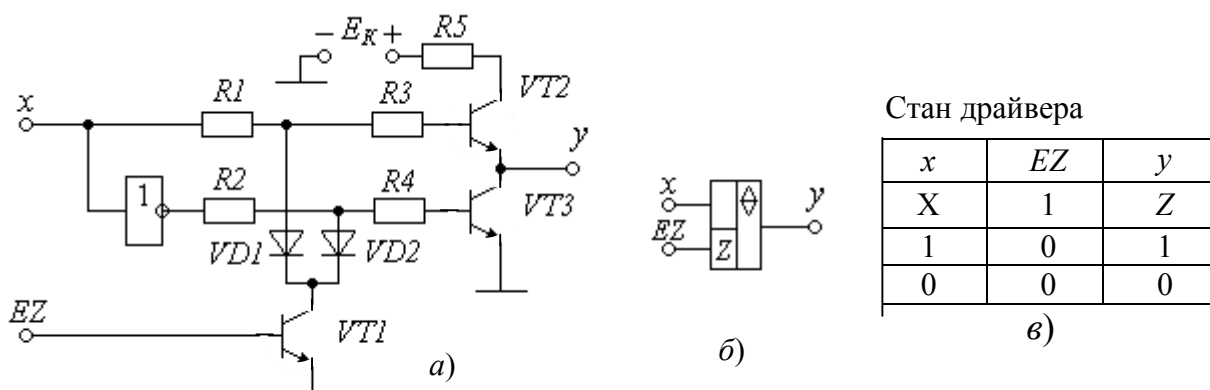 − E_K + R5
VT2
x R1 R3
y
1 R2 R4
VT3
VD1 VD2
EZ
VT1
а)
x
EZ Z y
б)
Стан драйвера
x EZ y
X 1 Z
1 0 1
0 0 0
в)